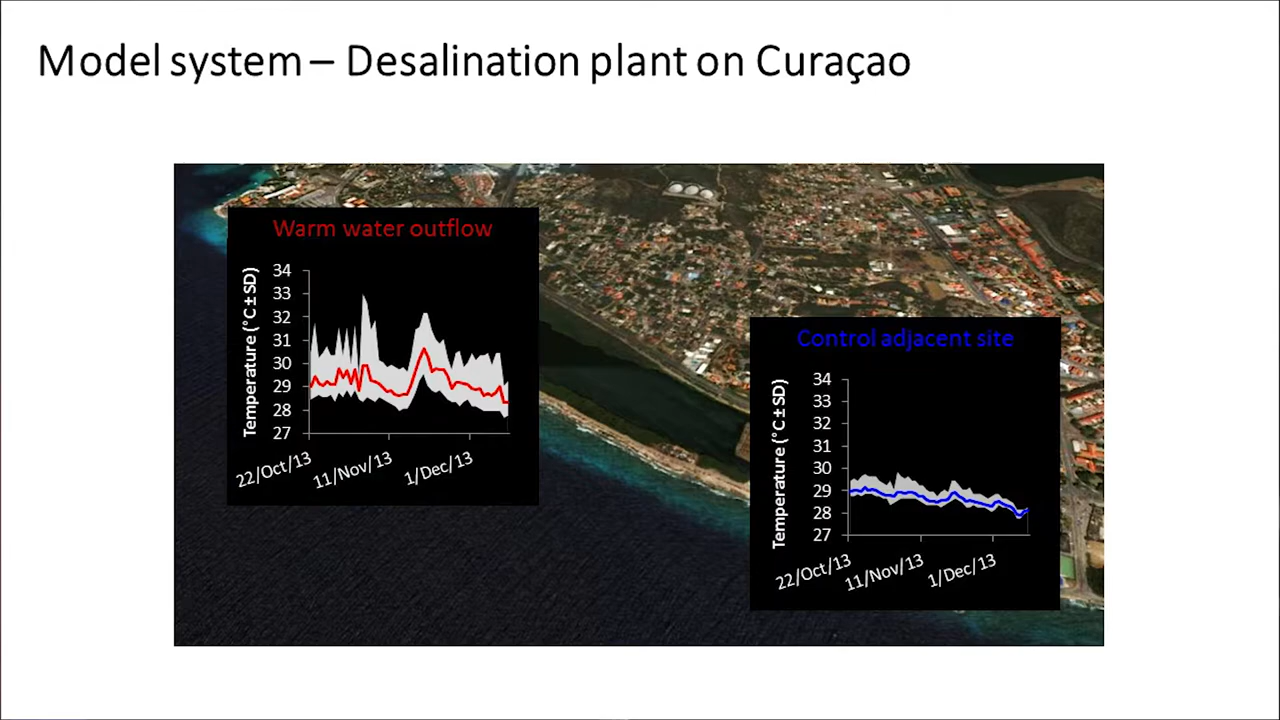 Model system – Desalination plant on Curaçao
Warm water outflow
Temperature (°C ± SD)
34
33
32
31
30
29
28
27
22/Oct/13
11/Nov/13
1/Dec/13
Control adjacent site
Temperature (°C ± SD)
34
33
32
31
30
29
28
27
22/Oct/13
11/Nov/13
1/Dec/13